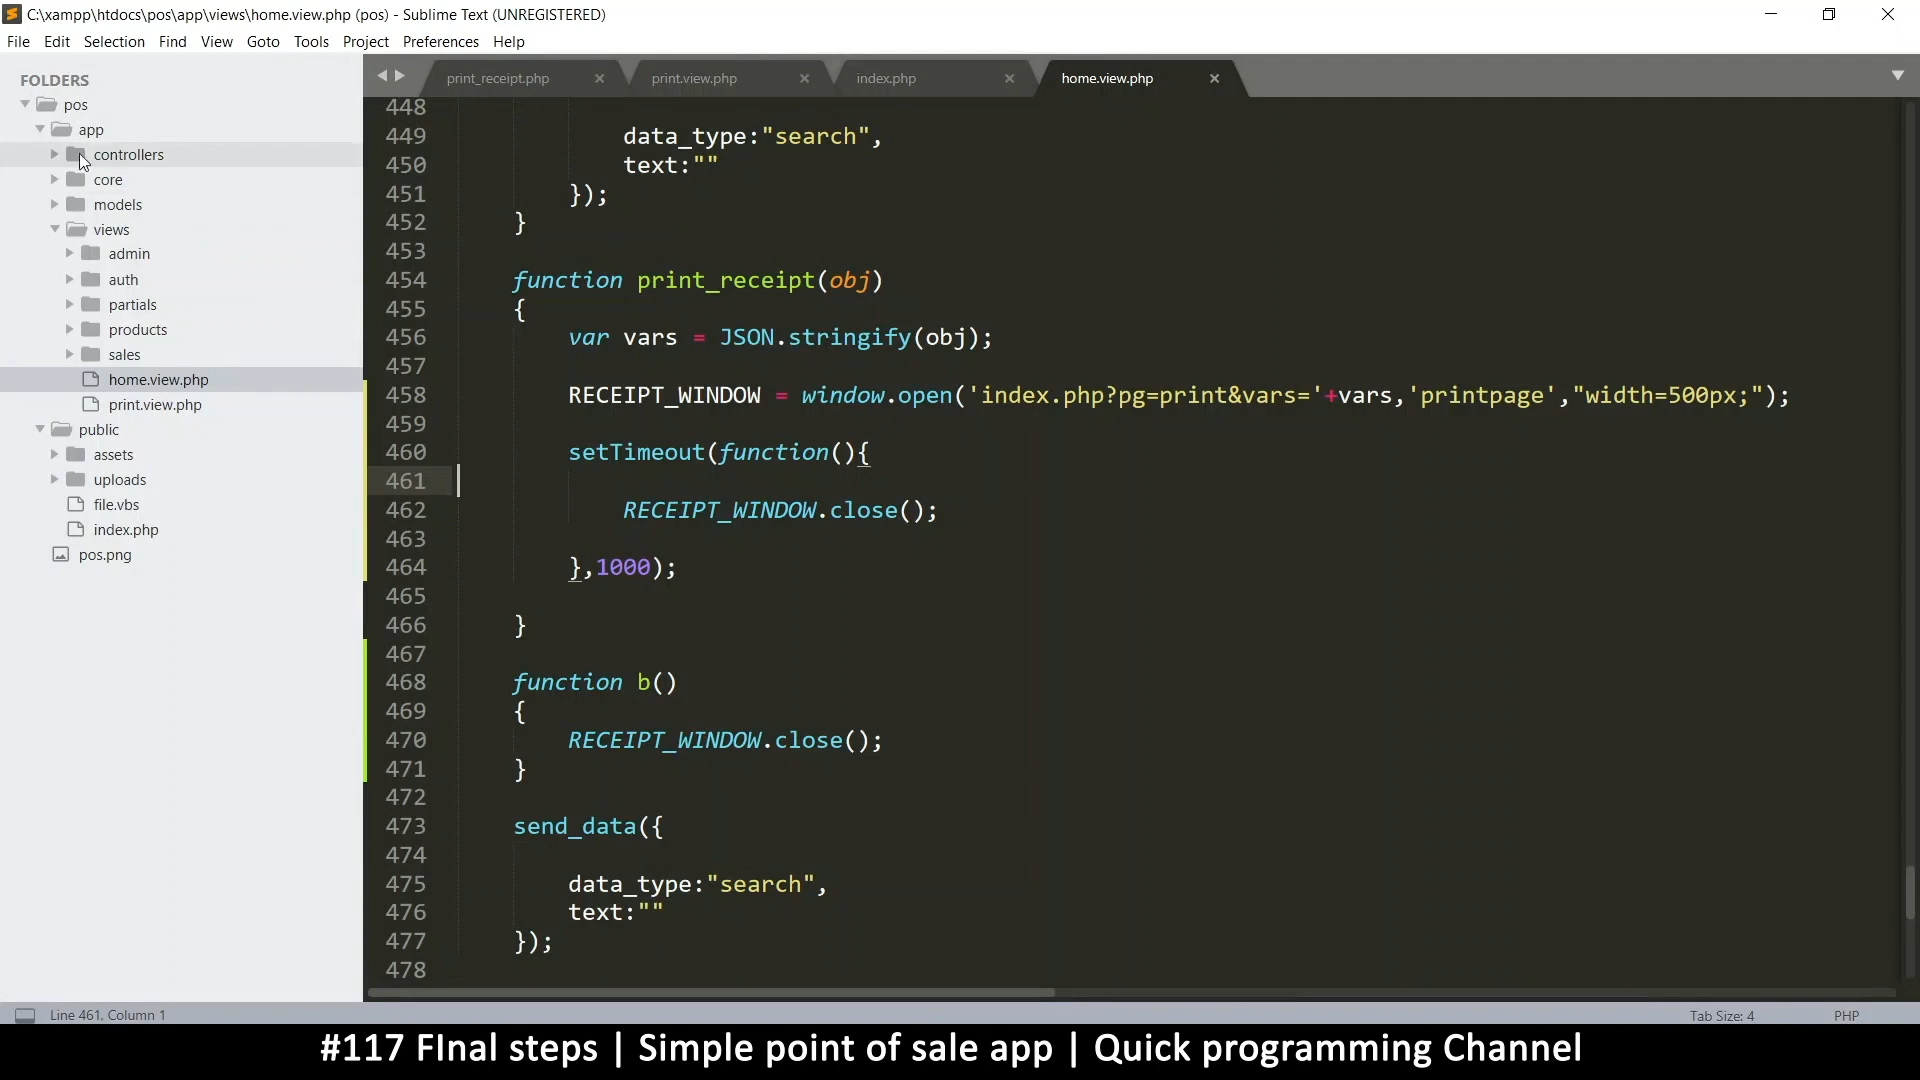 C:\xampp\htdocs\pos\app\views\home.view.php (pos) - Sublime Text (UNREGISTERED)
File Edit Selection Find View Goto Tools Project Preferences Help
FOLDERS
pos
app
controllers
core
models
views
admin
auth
partials
products
sales
home.view.php
print.view.php
public
assets
uploads
file.vbs
index.php
pos.png
print_receipt.php print.view.php index.php home.view.php
448
449 data_type:"search",
450 text:""
451 });
452 }
453
454 function print_receipt(obj)
455 {
456 var vars = JSON.stringify(obj);
457
458 RECEIPT_WINDOW = window.open('index.php?pg=print&vars='+vars,'printpage',"width=500px;");
459
460 setTimeout(function(){
461
462 RECEIPT_WINDOW.close();
463
464 },1000);
465
466 }
467
468 function b()
469 {
470 RECEIPT_WINDOW.close();
471 }
472
473 send_data({
474
475 data_type:"search",
476 text:""
477 });
478
Line 461, Column 1 Tab Size: 4 PHP
#117 FInal steps | Simple point of sale app | Quick programming Channel